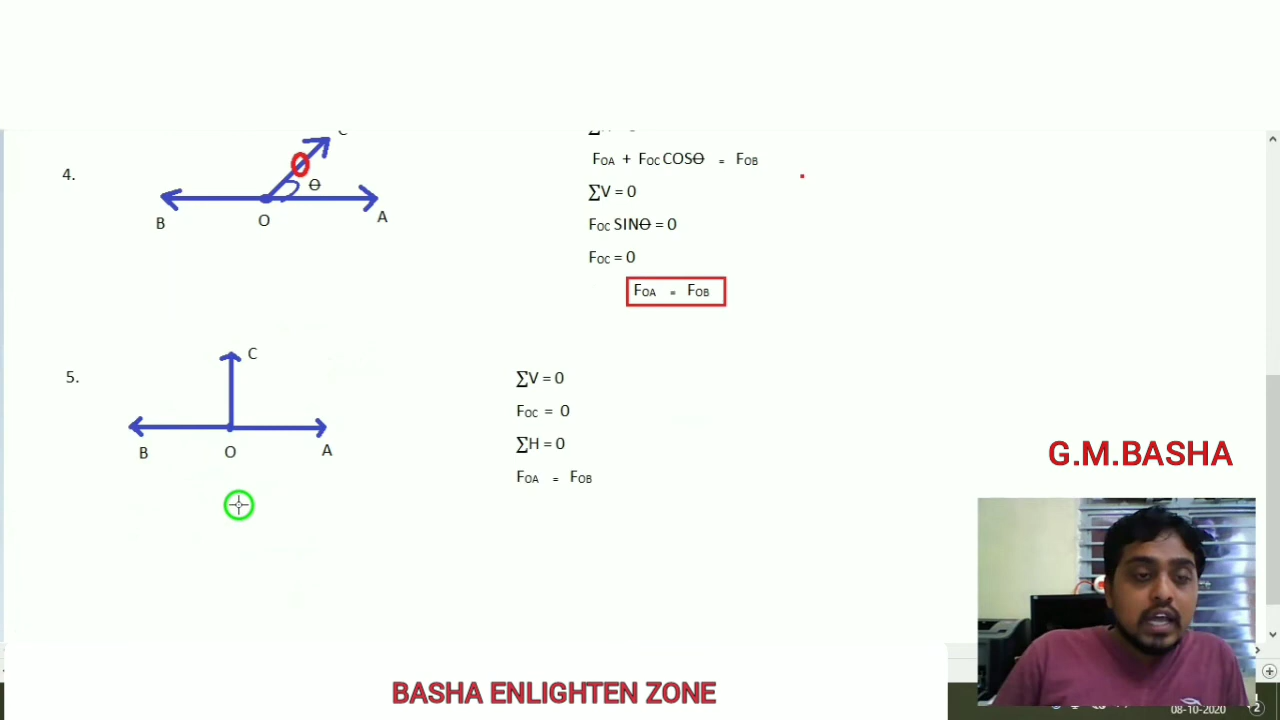 4.
C
Θ
B
O
A
FOA + FOC COSΘ = FOB
∑V = 0
FOC SINΘ = 0
FOC = 0
FOA = FOB
5.
C
B
O
A
∑V = 0
FOC = 0
∑H = 0
FOA = FOB
G.M.BASHA
BASHA ENLIGHTEN ZONE
08-10-2020
2